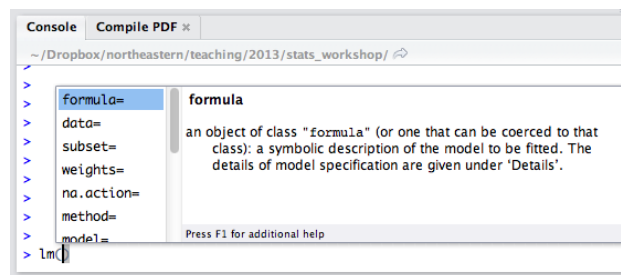 Console Compile PDF ×
~/Dropbox/northeastern/teaching/2013/stats_workshop/
>
>
> formula= formula
> data= an object of class "formula" (or one that can be coerced to that
> subset= class): a symbolic description of the model to be fitted. The
> weights= details of model specification are given under ‘Details’.
> na.action=
> method=
> model= Press F1 for additional help
> lm()